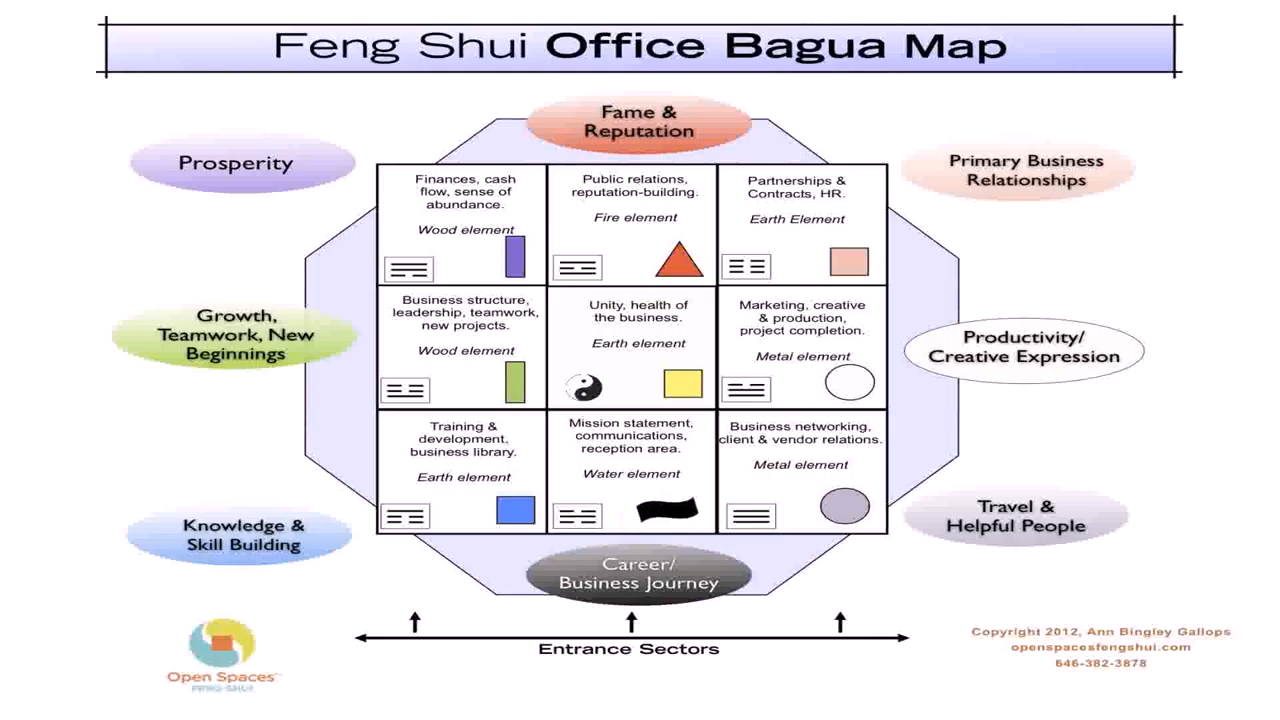 Feng Shui Office Bagua Map
Fame &
Reputation
Prosperity
Primary Business
Relationships
Finances, cash
flow, sense of
abundance.
Wood element
Public relations,
reputation-building.
Fire element
Partnerships &
Contracts, HR.
Earth Element
Growth,
Teamwork, New
Beginnings
Business structure,
leadership, teamwork,
new projects.
Wood element
Unity, health of
the business.
Earth element
Marketing, creative
& production,
project completion.
Metal element
Productivity/
Creative Expression
Training &
development,
business library.
Earth element
Mission statement,
communications,
reception area.
Water element
Business networking,
client & vendor relations.
Metal element
Knowledge &
Skill Building
Travel &
Helpful People
Career/
Business Journey
Entrance Sectors
Open Spaces
FENG SHUI
Copyright 2012, Ann Bingley Gallops
openspacesfengshui.com
646-382-3878